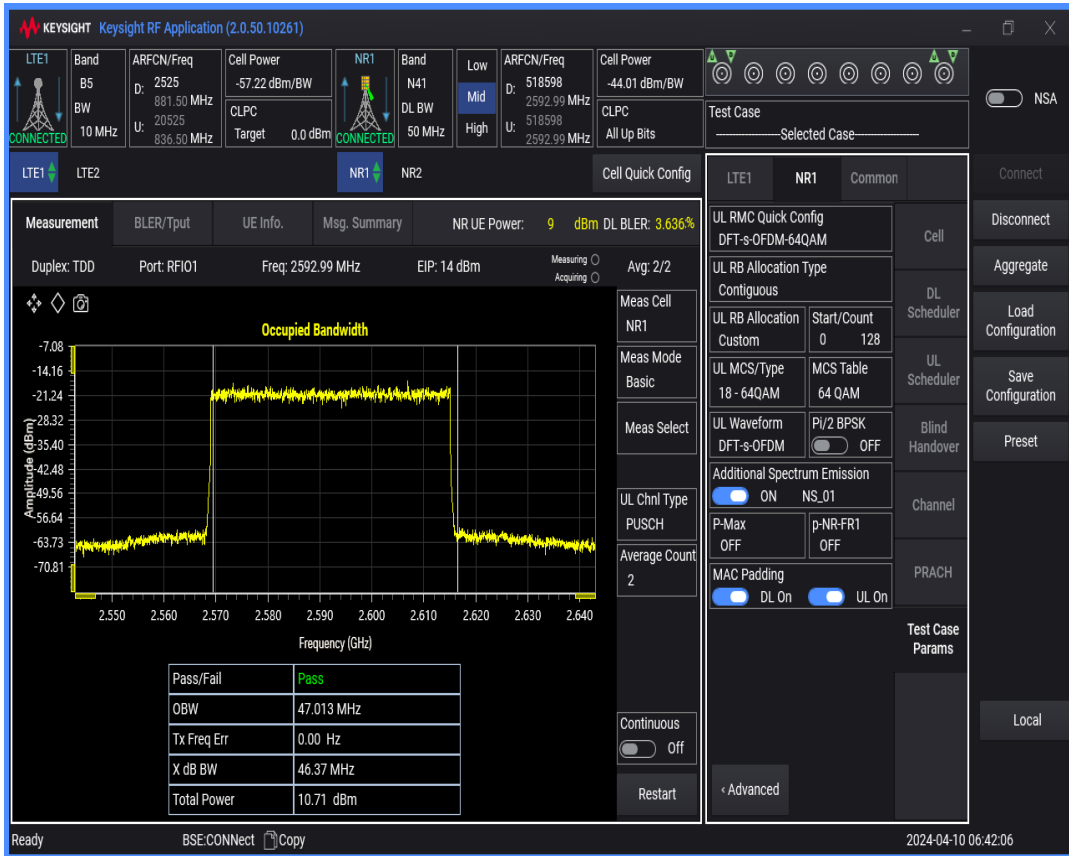 KEYSIGHT Keysight RF Application (2.0.50.10261)
LTE1 Band ARFCN/Freq Cell Power NR1 Band Low ARFCN/Freq Cell Power
B5 D: 2525 -57.22 dBm/BW N41 D: 518598 -44.01 dBm/BW
881.50 MHz Mid 2592.99 MHz
BW CLPC DL BW CLPC
CONNECTED 10 MHz U: 20525 Target 0.0 dBm CONNECTED 50 MHz High U: 518598 All Up Bits
836.50 MHz 2592.99 MHz
U D U D
Test Case
----------------------Selected Case----------------------
NSA
LTE1 LTE2 NR1 NR2 Cell Quick Config
Measurement BLER/Tput UE Info. Msg. Summary NR UE Power: 9 dBm DL BLER: 3.636%
Duplex: TDD Port: RFIO1 Freq: 2592.99 MHz EIP: 14 dBm Measuring Avg: 2/2
Acquiring
Occupied Bandwidth
Amplitude (dBm)
-7.08
-14.16
-21.24
-28.32
-35.40
-42.48
-49.56
-56.64
-63.73
-70.81
2.550 2.560 2.570 2.580 2.590 2.600 2.610 2.620 2.630 2.640
Frequency (GHz)
Pass/Fail Pass
OBW 47.013 MHz
Tx Freq Err 0.00 Hz
X dB BW 46.37 MHz
Total Power 10.71 dBm
Meas Cell
NR1
Meas Mode
Basic
Meas Select
UL Chnl Type
PUSCH
Average Count
2
Continuous
Off
Restart
LTE1 NR1 Common
UL RMC Quick Config
DFT-s-OFDM-64QAM
UL RB Allocation Type
Contiguous
UL RB Allocation Start/Count
Custom 0 128
UL MCS/Type MCS Table
18 - 64QAM 64 QAM
UL Waveform Pi/2 BPSK
DFT-s-OFDM OFF
Additional Spectrum Emission
ON NS_01
P-Max p-NR-FR1
OFF OFF
MAC Padding
DL On UL On
‹ Advanced
Cell
DL
Scheduler
UL
Scheduler
Blind
Handover
Channel
PRACH
Test Case
Params
Connect
Disconnect
Aggregate
Load
Configuration
Save
Configuration
Preset
Local
Ready BSE:CONNect Copy 2024-04-10 06:42:06